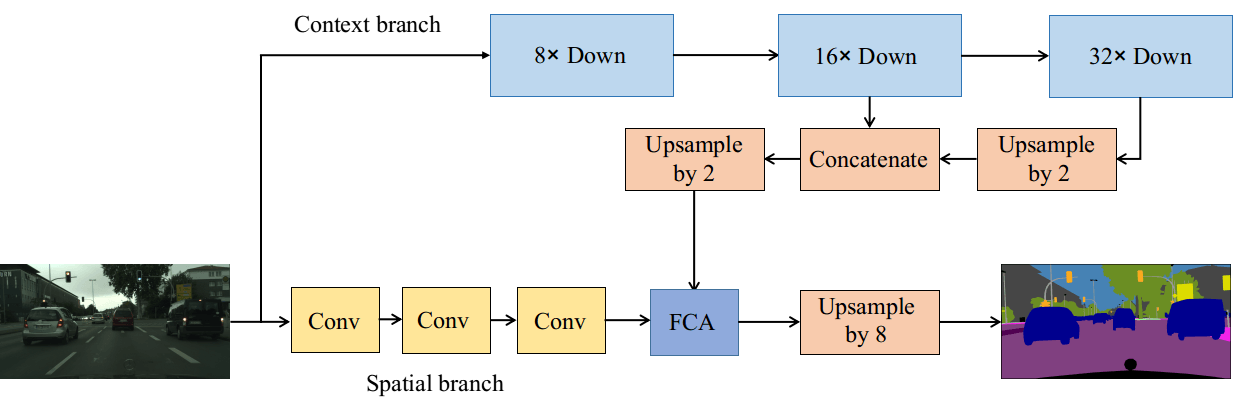 Context branch
8× Down
16× Down
32× Down
Upsample
by 2
Concatenate
Upsample
by 2
Conv
Conv
Conv
FCA
Upsample
by 8
Spatial branch